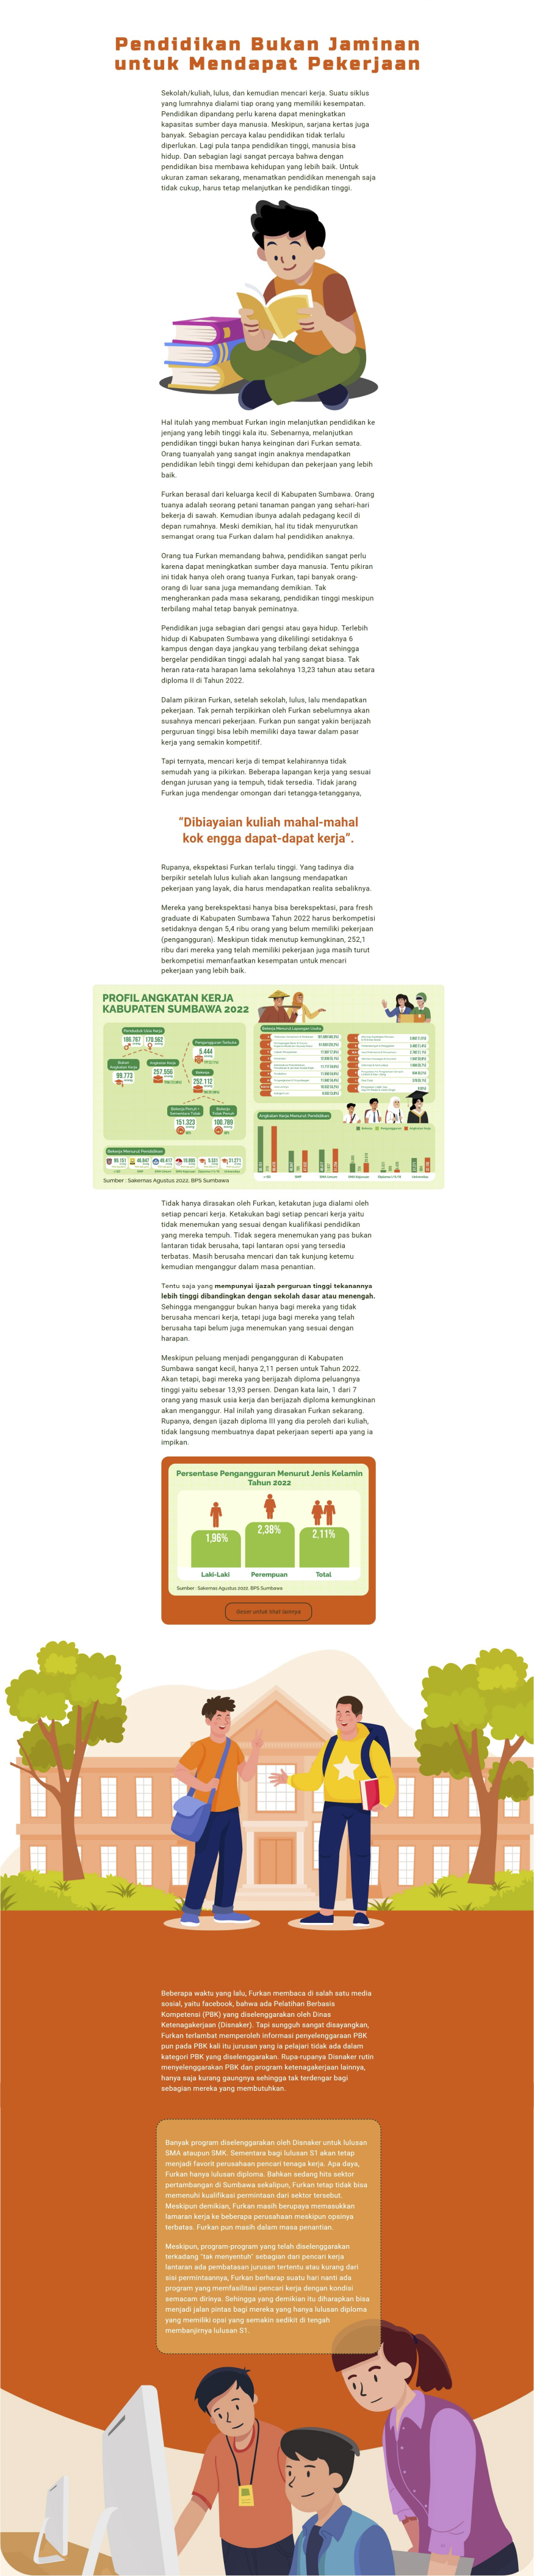 Pendidikan Bukan Jaminan
untuk Mendapat Pekerjaan
Sekolah/kuliah, lulus, dan kemudian mencari kerja. Suatu siklus
yang lumrahnya dialami tiap orang yang memiliki kesempatan.
Pendidikan dipandang perlu karena dapat meningkatkan
kapasitas sumber daya manusia. Meskipun, sarjana kertas juga
banyak. Sebagian percaya kalau pendidikan tidak terlalu
diperlukan. Lagi pula tanpa pendidikan tinggi, manusia bisa
hidup. Dan sebagian lagi sangat percaya bahwa dengan
pendidikan bisa membawa kehidupan yang lebih baik. Untuk
ukuran zaman sekarang, menamatkan pendidikan menengah saja
tidak cukup, harus tetap melanjutkan ke pendidikan tinggi.
Hal itulah yang membuat Furkan ingin melanjutkan pendidikan ke
jenjang yang lebih tinggi kala itu. Sebenarnya, melanjutkan
pendidikan tinggi bukan hanya keinginan dari Furkan semata.
Orang tuanyalah yang sangat ingin anaknya mendapatkan
pendidikan lebih tinggi demi kehidupan dan pekerjaan yang lebih
baik.
Furkan berasal dari keluarga kecil di Kabupaten Sumbawa. Orang
tuanya adalah seorang petani tanaman pangan yang sehari-hari
bekerja di sawah. Kemudian ibunya adalah pedagang kecil di
depan rumahnya. Meski demikian, hal itu tidak menyurutkan
semangat orang tua Furkan dalam hal pendidikan anaknya.
Orang tua Furkan memandang bahwa, pendidikan sangat perlu
karena dapat meningkatkan sumber daya manusia. Tentu pikiran
ini tidak hanya oleh orang tuanya Furkan, tapi banyak orang-
orang di luar sana juga memandang demikian. Tak
mengherankan pada masa sekarang, pendidikan tinggi meskipun
terbilang mahal tetap banyak peminatnya.
Pendidikan juga sebagian dari gengsi atau gaya hidup. Terlebih
hidup di Kabupaten Sumbawa yang dikelilingi setidaknya 6
kampus dengan daya jangkau yang terbilang dekat sehingga
bergelar pendidikan tinggi adalah hal yang sangat biasa. Tak
heran rata-rata harapan lama sekolahnya 13,23 tahun atau setara
diploma II di Tahun 2022.
Dalam pikiran Furkan, setelah sekolah, lulus, lalu mendapatkan
pekerjaan. Tak pernah terpikirkan oleh Furkan sebelumnya akan
susahnya mencari pekerjaan. Furkan pun sangat yakin berijazah
perguruan tinggi bisa lebih memiliki daya tawar dalam pasar
kerja yang semakin kompetitif.
Tapi ternyata, mencari kerja di tempat kelahirannya tidak
semudah yang ia pikirkan. Beberapa lapangan kerja yang sesuai
dengan jurusan yang ia tempuh, tidak tersedia. Tidak jarang
Furkan juga mendengar omongan dari tetangga-tetangganya,
“Dibiayaian kuliah mahal-mahal
kok engga dapat-dapat kerja”.
Rupanya, ekspektasi Furkan terlalu tinggi. Yang tadinya dia
berpikir setelah lulus kuliah akan langsung mendapatkan
pekerjaan yang layak, dia harus mendapatkan realita sebaliknya.
Mereka yang berekspektasi hanya bisa berekspektasi, para fresh
graduate di Kabupaten Sumbawa Tahun 2022 harus berkompetisi
setidaknya dengan 5,4 ribu orang yang belum memiliki pekerjaan
(pengangguran). Meskipun tidak menutup kemungkinan, 252,1
ribu dari mereka yang telah memiliki pekerjaan juga masih turut
berkompetisi memanfaatkan kesempatan untuk mencari
pekerjaan yang lebih baik.
PROFIL ANGKATAN KERJA
KABUPATEN SUMBAWA 2022
Penduduk Usia Kerja
186.767 170.562
Pengangguran Terbuka
5.444
Bukan
Angkatan Kerja
99.773
Angkatan Kerja
257.556
Bekerja
252.112
Bekerja Penuh
Sementara Tidak
151.323
Bekerja
Tidak Penuh
100.789
Bekerja Menurut Pendidikan
Bekerja Menurut Lapangan Usaha
Angkatan Kerja Menurut Pendidikan
Sumber : Sakernas Agustus 2022, BPS Sumbawa
Tidak hanya dirasakan oleh Furkan, ketakutan juga dialami oleh
setiap pencari kerja. Ketakukan bagi setiap pencari kerja yaitu
tidak menemukan yang sesuai dengan kualifikasi pendidikan
yang mereka tempuh. Tidak segera menemukan yang pas bukan
lantaran tidak berusaha, tapi lantaran opsi yang tersedia
terbatas. Masih berusaha mencari dan tak kunjung ketemu
kemudian menganggur dalam masa penantian.
Tentu saja yang mempunyai ijazah perguruan tinggi tekanannya
lebih tinggi dibandingkan dengan sekolah dasar atau menengah.
Sehingga menganggur bukan hanya bagi mereka yang tidak
berusaha mencari kerja, tetapi juga bagi mereka yang telah
berusaha tapi belum juga menemukan yang sesuai dengan
harapan.
Meskipun peluang menjadi pengangguran di Kabupaten
Sumbawa sangat kecil, hanya 2,11 persen untuk Tahun 2022.
Akan tetapi, bagi mereka yang berijazah diploma peluangnya
tinggi yaitu sebesar 13,93 persen. Dengan kata lain, 1 dari 7
orang yang masuk usia kerja dan berijazah diploma kemungkinan
akan menganggur. Hal inilah yang dirasakan Furkan sekarang.
Rupanya, dengan ijazah diploma III yang dia peroleh dari kuliah,
tidak langsung membuatnya dapat pekerjaan seperti apa yang ia
impikan.
Persentase Pengangguran Menurut Jenis Kelamin
Tahun 2022
1,96%
2,38%
2,11%
Laki-Laki
Perempuan
Total
Sumber : Sakernas Agustus 2022, BPS Sumbawa
Geser untuk lihat lainnya
Beberapa waktu yang lalu, Furkan membaca di salah satu media
sosial, yaitu facebook, bahwa ada Pelatihan Berbasis
Kompetensi (PBK) yang diselenggarakan oleh Dinas
Ketenagakerjaan (Disnaker). Tapi sungguh sangat disayangkan,
Furkan terlambat memperoleh informasi penyelenggaraan PBK
pun pada PBK kali itu jurusan yang ia pelajari tidak ada dalam
kategori PBK yang diselenggarakan. Rupa-rupanya Disnaker rutin
menyelenggarakan PBK dan program ketenagakerjaan lainnya,
hanya saja kurang gaungnya sehingga tak terdengar bagi
sebagian mereka yang membutuhkan.
Banyak program diselenggarakan oleh Disnaker untuk lulusan
SMA ataupun SMK. Sementara bagi lulusan S1 akan tetap
menjadi favorit perusahaan pencari tenaga kerja. Apa daya,
Furkan hanya lulusan diploma. Bahkan sedang hits sektor
pertambangan di Sumbawa sekalipun, Furkan tetap tidak bisa
memenuhi kualifikasi permintaan dari sektor tersebut.
Meskipun demikian, Furkan masih berupaya memasukkan
lamaran kerja ke beberapa perusahaan meskipun opsinya
terbatas. Furkan pun masih dalam masa penantian.
Meskipun, program-program yang telah diselenggarakan
terkadang "tak menyentuh" sebagian dari pencari kerja
lantaran ada pembatasan jurusan tertentu atau kurang dari
sisi permintaannya, Furkan berharap suatu hari nanti ada
program yang memfasilitasi pencari kerja dengan kondisi
semacam dirinya. Sehingga yang demikian itu diharapkan bisa
menjadi jalan pintas bagi mereka yang hanya lulusan diploma
yang memiliki opsi yang semakin sedikit di tengah
membanjirnya lulusan S1.